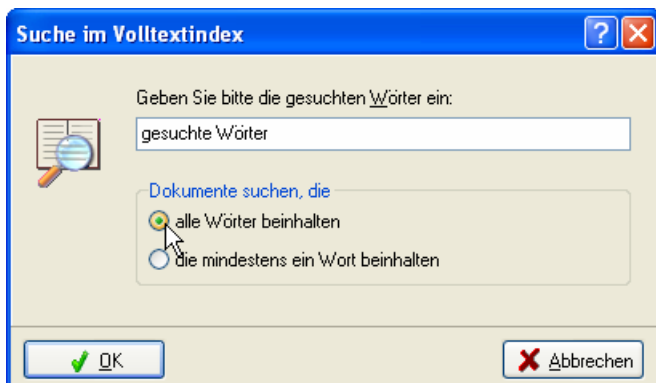 Suche im Volltextindex
Geben Sie bitte die gesuchten Wörter ein:
gesuchte Wörter
Dokumente suchen, die
alle Wörter beinhalten
die mindestens ein Wort beinhalten
OK Abbrechen